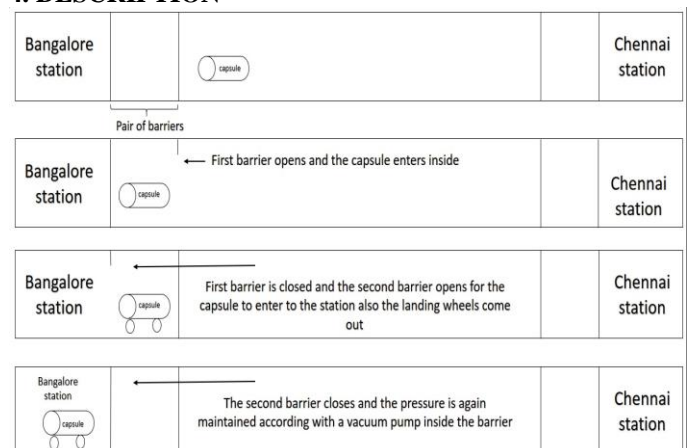 4. DESCRIPTION
Bangalore
station
capsule
Chennai
station
Pair of barriers
Bangalore
station
capsule
First barrier opens and the capsule enters inside
Chennai
station
Bangalore
station
capsule
First barrier is closed and the second barrier opens for the
capsule to enter to the station also the landing wheels come
out
Chennai
station
Bangalore
station
capsule
The second barrier closes and the pressure is again
maintained according with a vacuum pump inside the barrier
Chennai
station